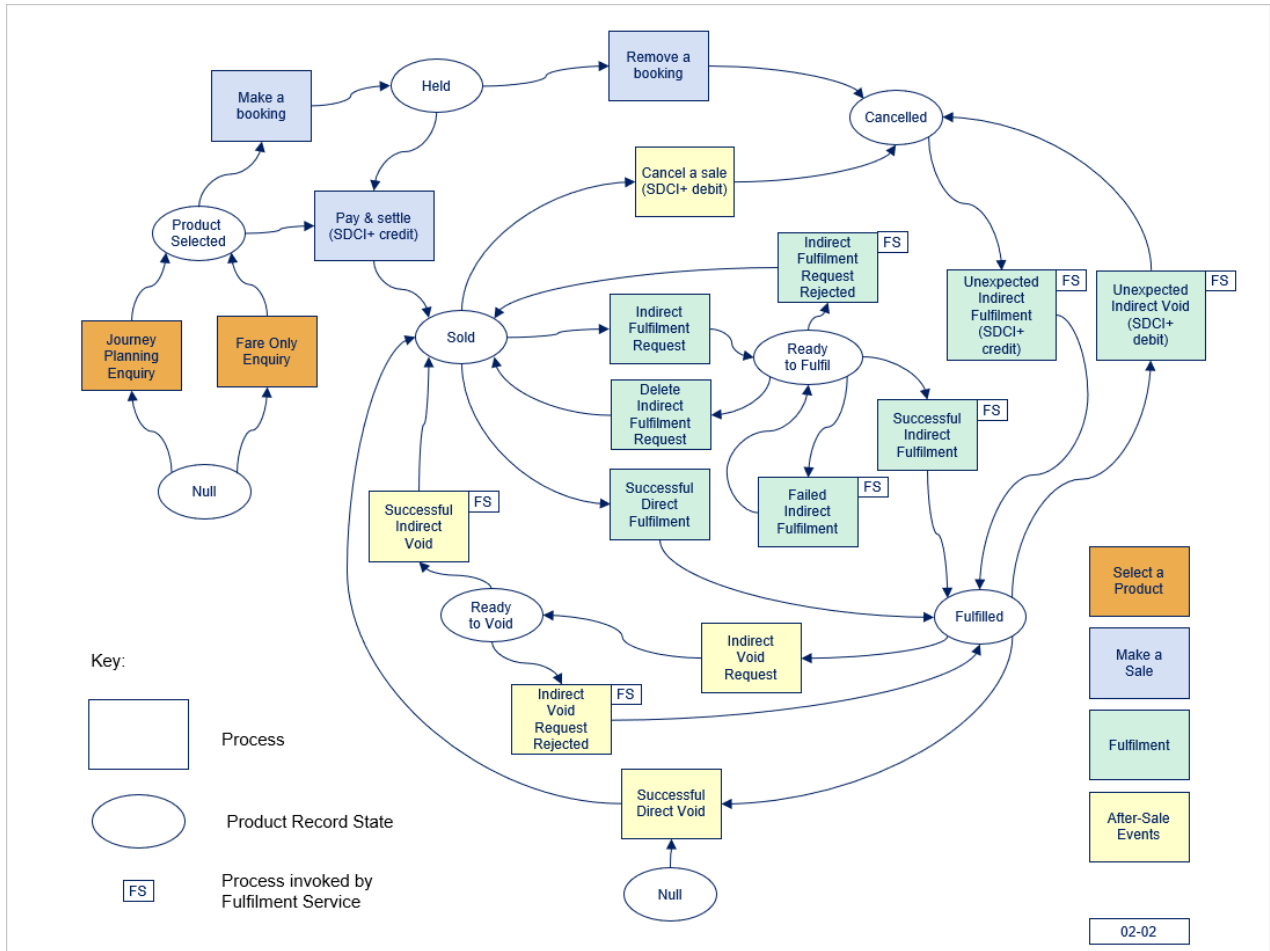 Remove a
booking
Held
Make a
booking
Cancelled
Cancel a sale
(SDCI+ debit)
Product
Selected
Pay & settle
(SDCI+ credit)
Indirect
Fulfilment
Request
Rejected
FS
Unexpected
Indirect
Fulfilment
(SDCI+
credit)
FS
Unexpected
Indirect Void
(SDCI+
debit)
FS
Journey
Planning
Enquiry
Fare Only
Enquiry
Sold
Indirect
Fulfilment
Request
Ready
to Fulfil
Delete
Indirect
Fulfilment
Request
Successful
Indirect
Fulfilment
FS
Null
Successful
Indirect
Void
FS
Successful
Direct
Fulfilment
Failed
Indirect
Fulfilment
FS
Select a
Product
Ready
to Void
Fulfilled
Indirect
Void
Request
Make a
Sale
Key:
Indirect
Void
Request
Rejected
FS
Process
Fulfilment
Successful
Direct Void
Product Record State
After-Sale
Events
FS
Process invoked by
Fulfilment Service
Null
02-02